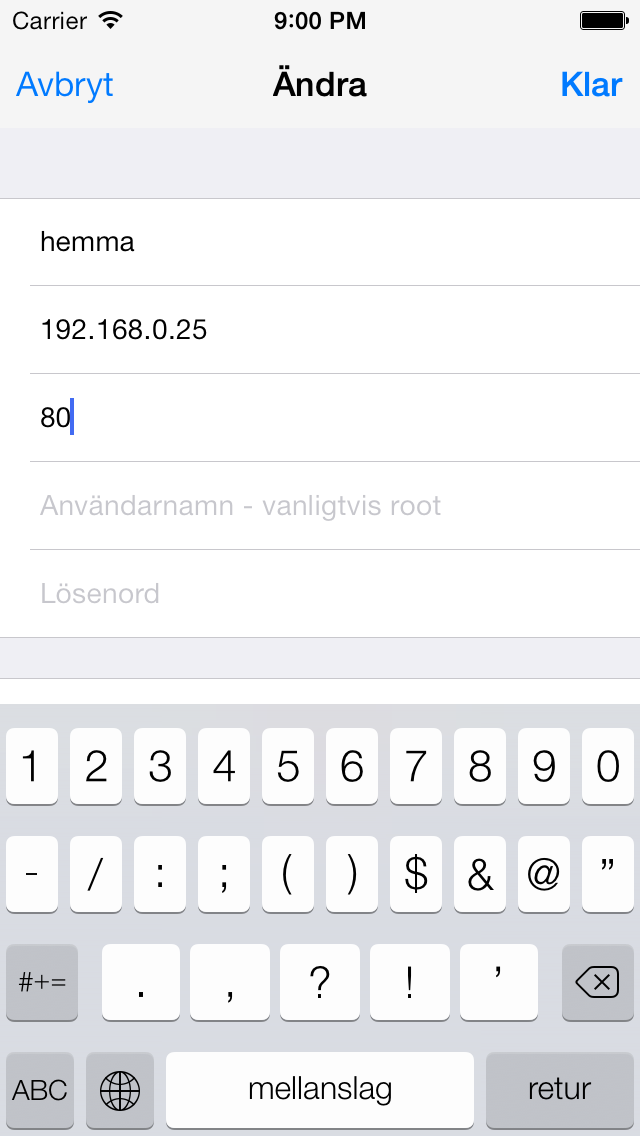 Carrier 9:00 PM
Avbryt Ändra Klar
hemma
192.168.0.25
80
Användarnamn - vanligtvis root
Lösenord
1 2 3 4 5 6 7 8 9 0
- / : ; ( ) $ & @ ”
#+= . , ? ! ’
ABC mellanslag retur